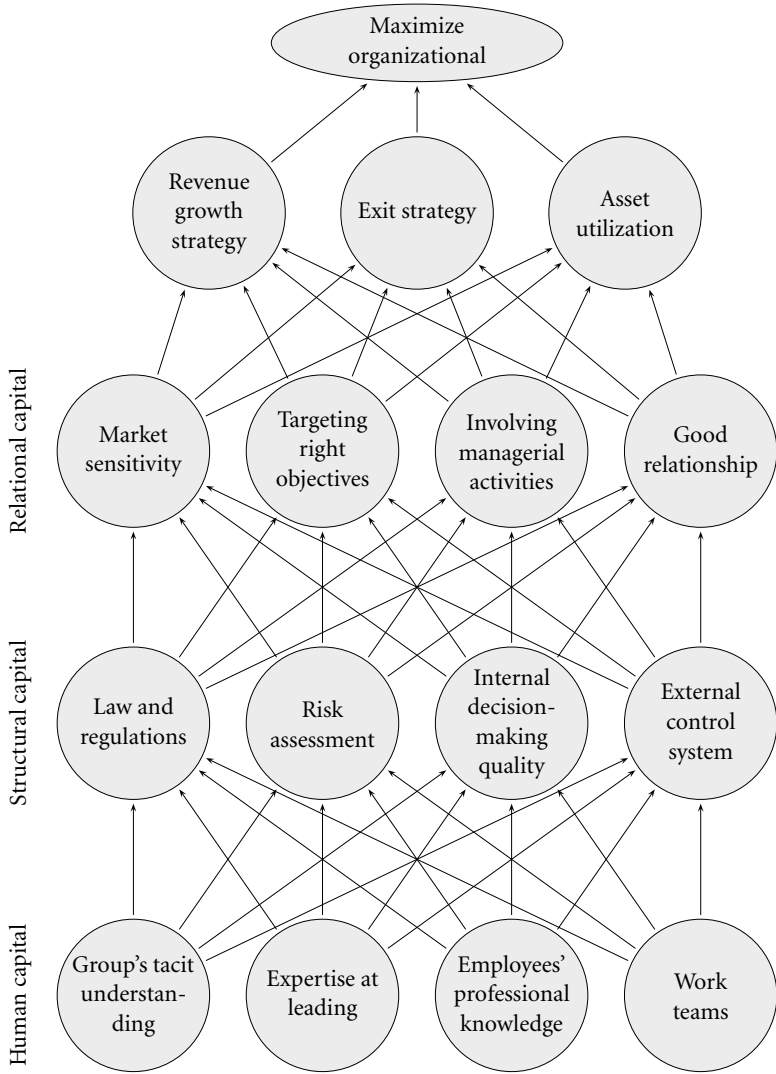 Maximize
organizational
Revenue
growth
strategy
Exit strategy
Asset
utilization
Relational capital
Market
sensitivity
Targeting
right
objectives
Involving
managerial
activities
Good
relationship
Structural capital
Law and
regulations
Risk
assessment
Internal
decision-
making
quality
External
control
system
Human capital
Group's tacit
understan-
ding
Expertise at
leading
Employees'
professional
knowledge
Work
teams